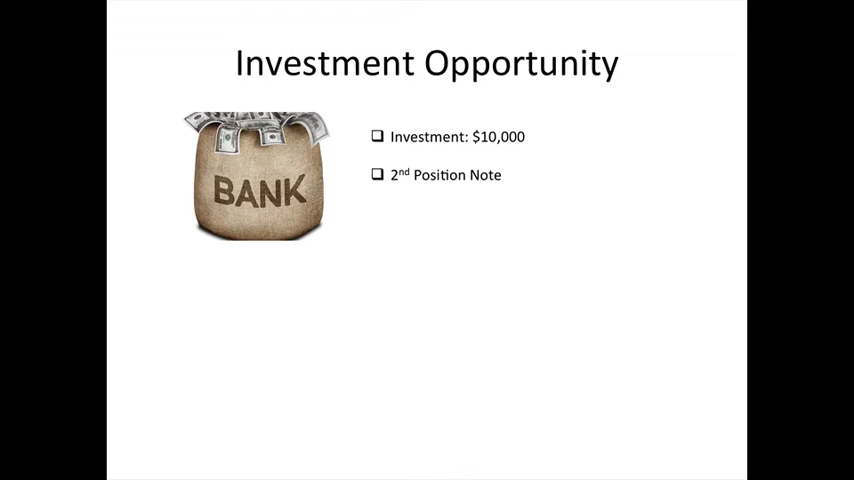 Investment Opportunity
BANK
Investment: $10,000
2nd Position Note